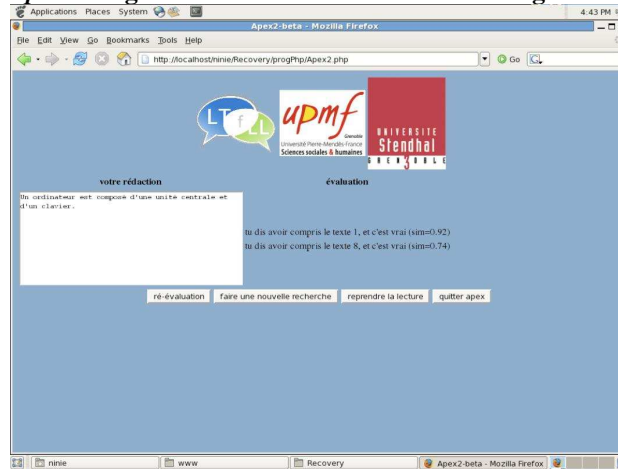 Applications Places System 4:43 PM
Apex2-beta - Mozilla Firefox
File Edit View Go Bookmarks Tools Help
http://localhost/ninie/Recovery/progPhp/Apex2.php Go
LTfLL
upmf
Grenoble
Université Pierre-Mendès-France
Sciences sociales & humaines
UNIVERSITE
Stendhal
GRENOBLE 3
votre rédaction évaluation
Un ordinateur est composé d'une unité centrale et
d'un clavier.
tu dis avoir compris le texte 1, et c'est vrai (sim=0.92)
tu dis avoir compris le texte 8, et c'est vrai (sim=0.74)
ré-évaluation faire une nouvelle recherche reprendre la lecture quitter apex
ninie www Recovery Apex2-beta - Mozilla Firefox